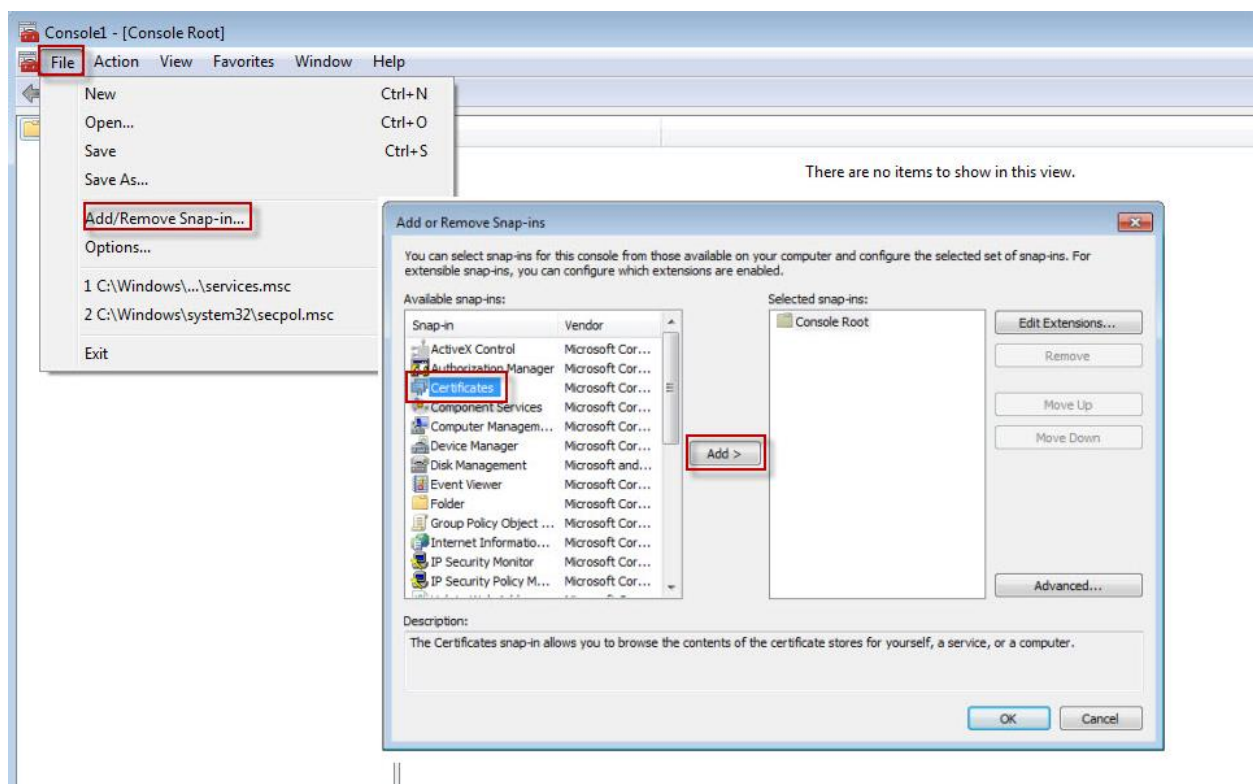 Console1 - [Console Root]
File Action View Favorites Window Help
New Ctrl+N
Open... Ctrl+O
Save Ctrl+S
Save As...
Add/Remove Snap-in...
Options...
1 C:\Windows\...\services.msc
2 C:\Windows\system32\secpol.msc
Exit
There are no items to show in this view.
Add or Remove Snap-ins
You can select snap-ins for this console from those available on your computer and configure the selected set of snap-ins. For
extensible snap-ins, you can configure which extensions are enabled.
Available snap-ins:
Snap-in Vendor
ActiveX Control Microsoft Cor...
Authorization Manager Microsoft Cor...
Certificates Microsoft Cor...
Component Services Microsoft Cor...
Computer Managem... Microsoft Cor...
Device Manager Microsoft Cor...
Disk Management Microsoft and...
Event Viewer Microsoft Cor...
Folder Microsoft Cor...
Group Policy Object ... Microsoft Cor...
Internet Informatio... Microsoft Cor...
IP Security Monitor Microsoft Cor...
IP Security Policy M... Microsoft Cor...
Add >
Selected snap-ins:
Console Root
Edit Extensions...
Remove
Move Up
Move Down
Advanced...
Description:
The Certificates snap-in allows you to browse the contents of the certificate stores for yourself, a service, or a computer.
OK Cancel